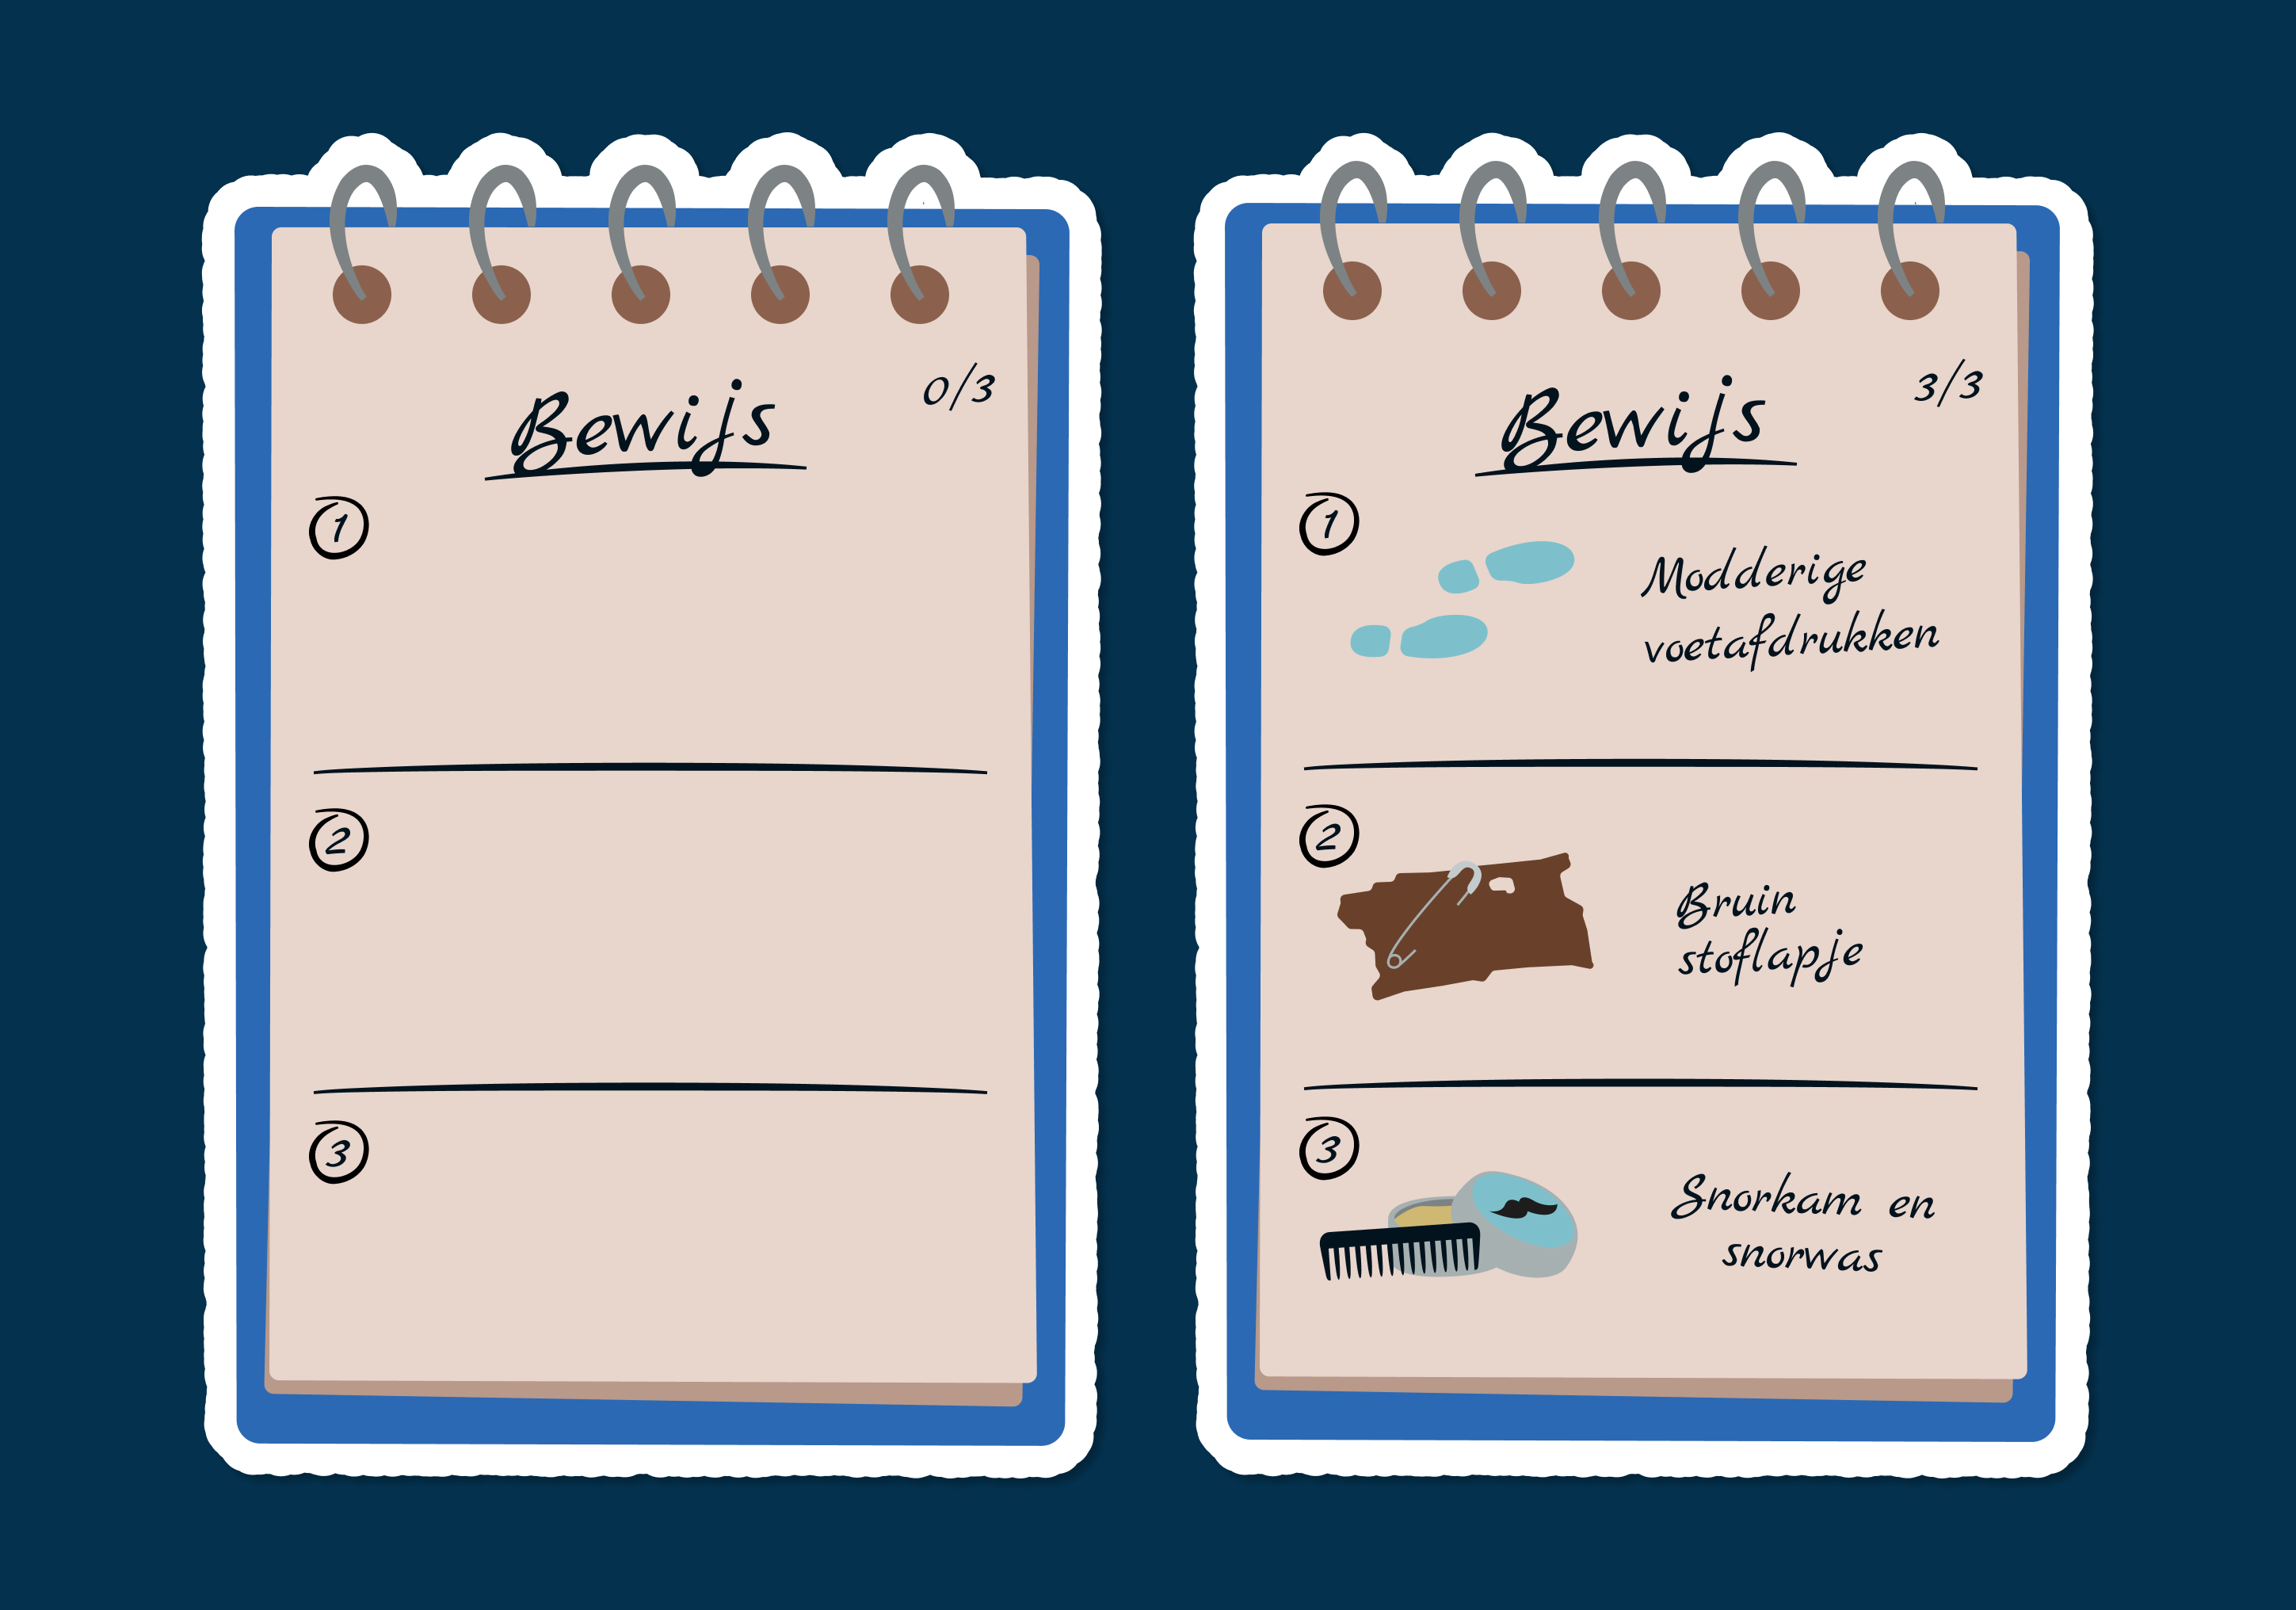 Bewijs
0/3
1
2
3
Bewijs
3/3
1
Modderige
voetafdrukken
2
Bruin
stoflapje
3
Snorkam en
snorwas